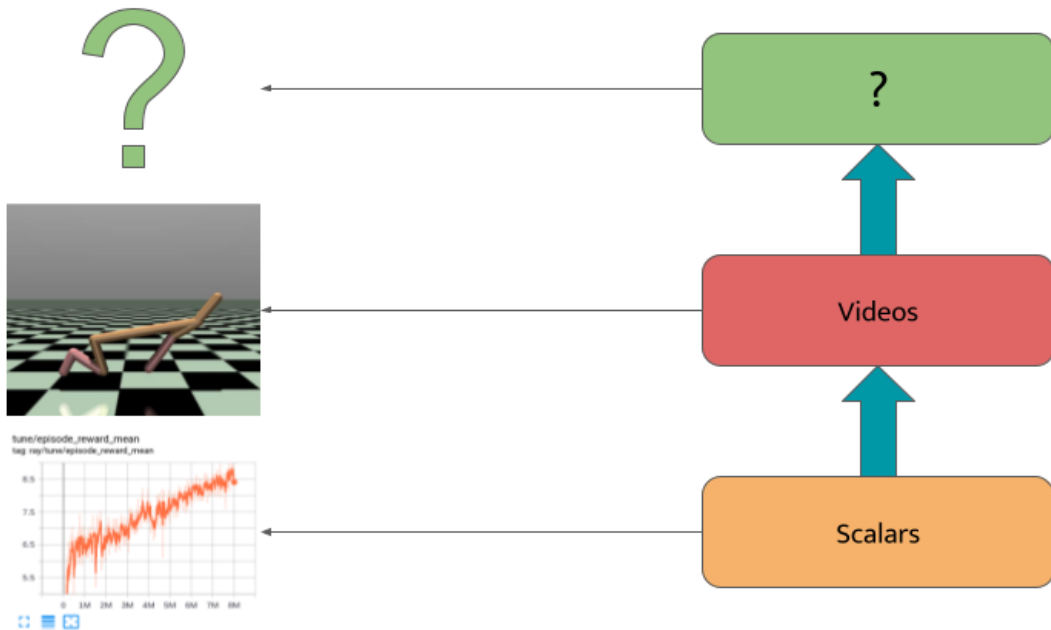 ?
?
Videos
tune/episode_reward_mean
tag: ray/tune/episode_reward_mean
8.5
7.5
6.5
5.5
0 1M 2M 3M 4M 5M 6M 7M 8M
Scalars